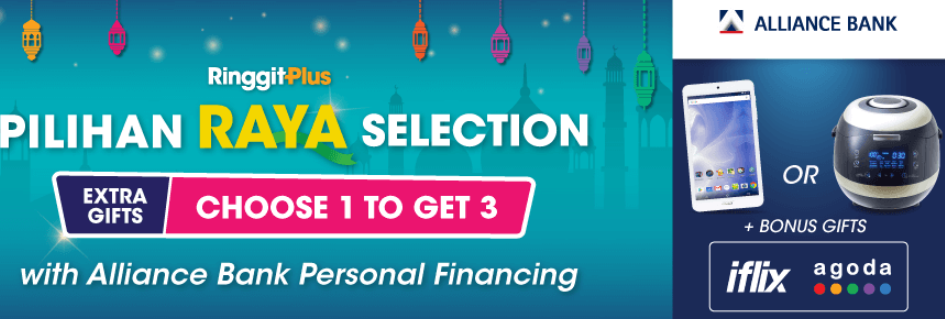 RinggitPlus
PILIHAN RAYA SELECTION
EXTRA
GIFTS
CHOOSE 1 TO GET 3
with Alliance Bank Personal Financing
ALLIANCE BANK
OR
+ BONUS GIFTS
iflix
agoda